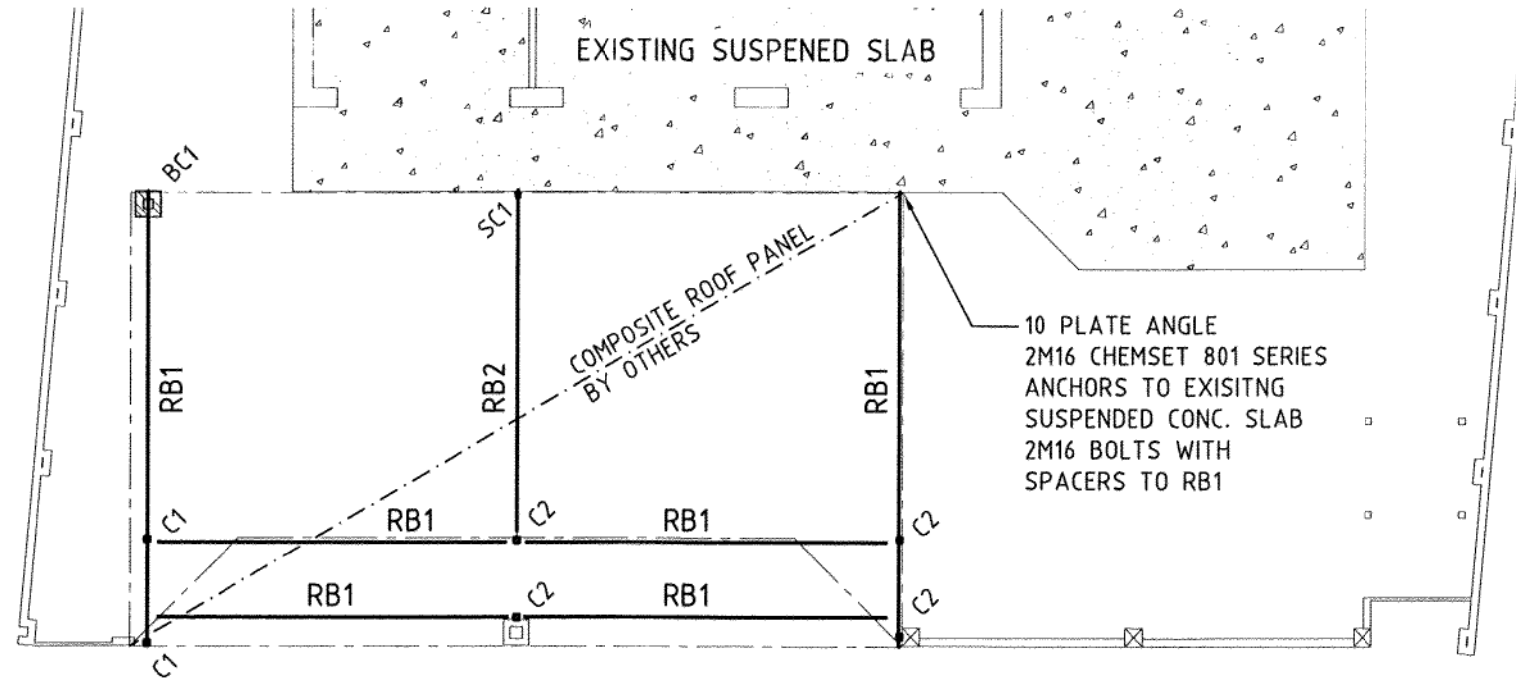 EXISTING SUSPENED SLAB
BC1
SC1
COMPOSITE ROOF PANEL
BY OTHERS
RB1
RB2
RB1
10 PLATE ANGLE
2M16 CHEMSET 801 SERIES
ANCHORS TO EXISITNG
SUSPENDED CONC. SLAB
2M16 BOLTS WITH
SPACERS TO RB1
C1
RB1
C2
RB1
C2
RB1
C2
RB1
C2
C1